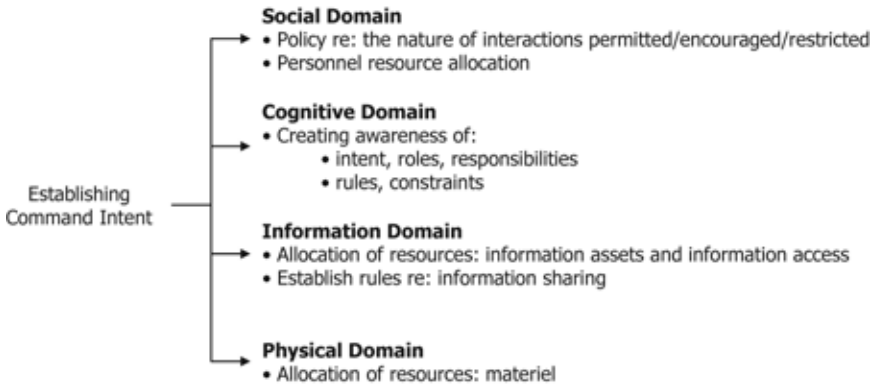 Social Domain
• Policy re: the nature of interactions permitted/encouraged/restricted
• Personnel resource allocation
Cognitive Domain
• Creating awareness of:
• intent, roles, responsibilities
• rules, constraints
Establishing
Command Intent
Information Domain
• Allocation of resources: information assets and information access
• Establish rules re: information sharing
Physical Domain
• Allocation of resources: materiel